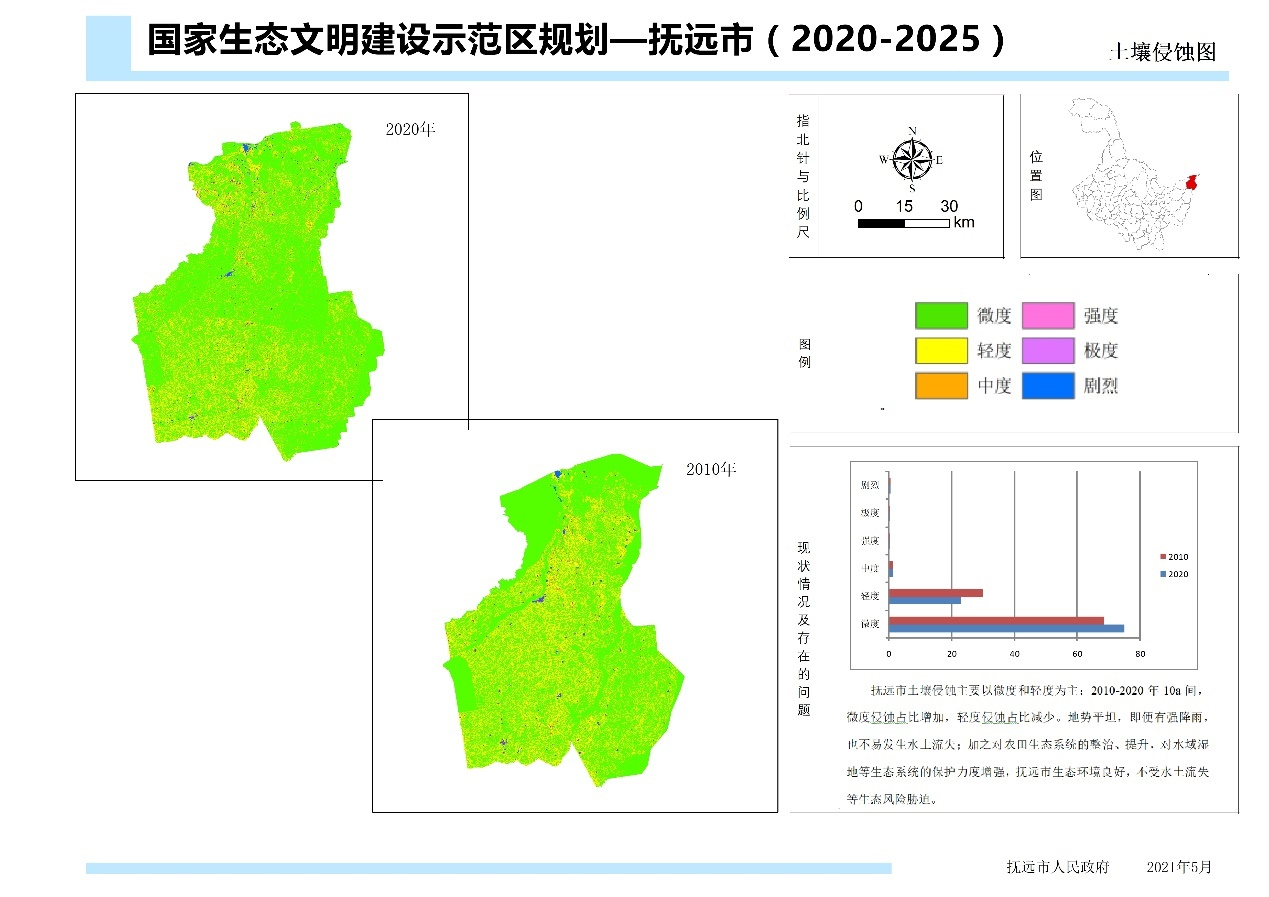 国家生态文明建设示范区规划—抚远市（2020-2025）
土壤侵蚀图
2020年
2010年
指北针与比例尺
N
W
E
S
0 15 30
km
位置图
图例
微度 强度
轻度 极度
中度 剧烈
现状情况及存在的问题
剧烈
极度
强度
中度
轻度
微度
0 20 40 60 80
2010
2020
抚远市土壤侵蚀主要以微度和轻度为主；2010-2020 年 10a 间，
微度侵蚀占比增加，轻度侵蚀占比减少。地势平坦，即便有强降雨，
也不易发生水土流失；加之对农田生态系统的整治、提升，对水域湿
地等生态系统的保护力度增强，抚远市生态环境良好，不受水土流失
等生态风险胁迫。
抚远市人民政府 2021年5月